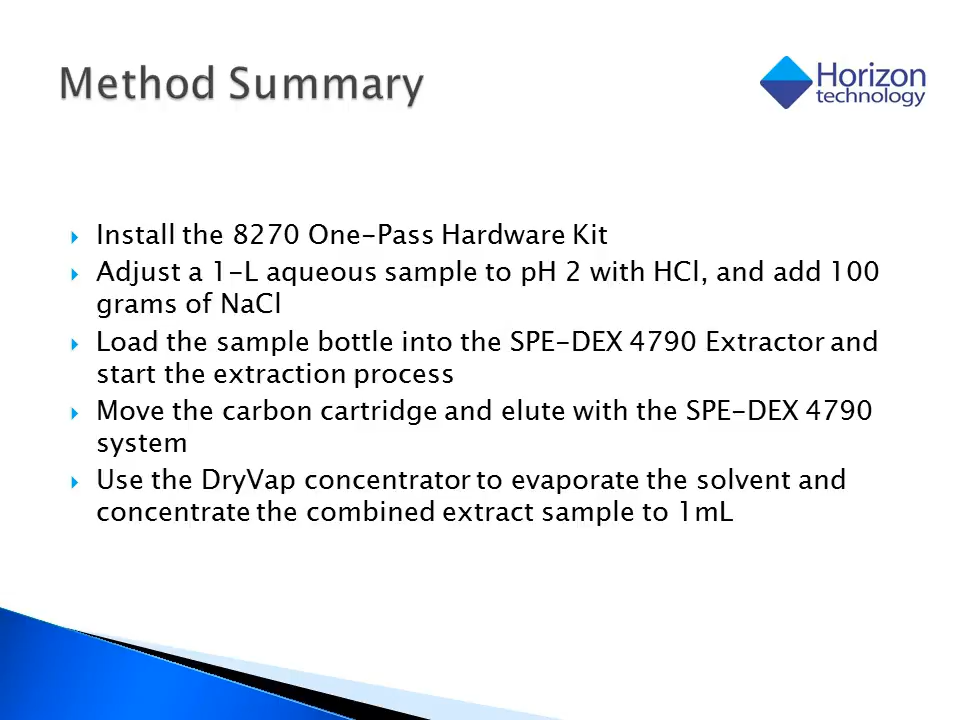 Method Summary
Horizon
technology
Install the 8270 One-Pass Hardware Kit
Adjust a 1-L aqueous sample to pH 2 with HCl, and add 100
grams of NaCl
Load the sample bottle into the SPE-DEX 4790 Extractor and
start the extraction process
Move the carbon cartridge and elute with the SPE-DEX 4790
system
Use the DryVap concentrator to evaporate the solvent and
concentrate the combined extract sample to 1mL